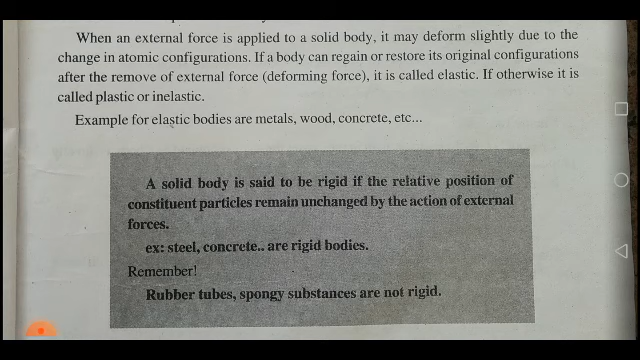 When an external force is applied to a solid body, it may deform slightly due to the
change in atomic configurations. If a body can regain or restore its original configurations
after the remove of external force (deforming force), it is called elastic. If otherwise it is
called plastic or inelastic.
Example for elastic bodies are metals, wood, concrete, etc...
A solid body is said to be rigid if the relative position of
constituent particles remain unchanged by the action of external
forces.
ex: steel, concrete.. are rigid bodies.
Remember!
Rubber tubes, spongy substances are not rigid.